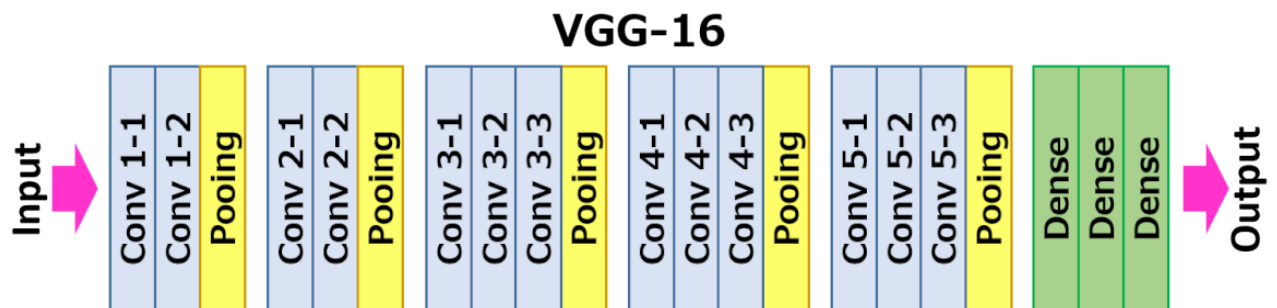 VGG-16
Input
Conv 1-1
Conv 1-2
Pooing
Conv 2-1
Conv 2-2
Pooing
Conv 3-1
Conv 3-2
Conv 3-3
Pooing
Conv 4-1
Conv 4-2
Conv 4-3
Pooing
Conv 5-1
Conv 5-2
Conv 5-3
Pooing
Dense
Dense
Dense
Output